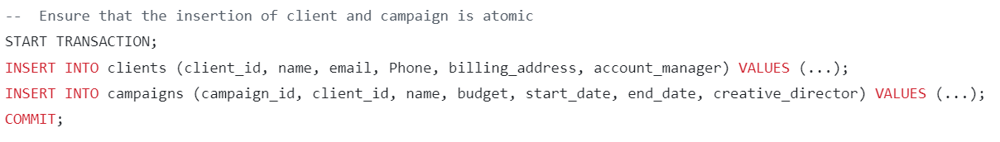 -- Ensure that the insertion of client and campaign is atomic
START TRANSACTION;
INSERT INTO clients (client_id, name, email, Phone, billing_address, account_manager) VALUES (...);
INSERT INTO campaigns (campaign_id, client_id, name, budget, start_date, end_date, creative_director) VALUES (...);
COMMIT;